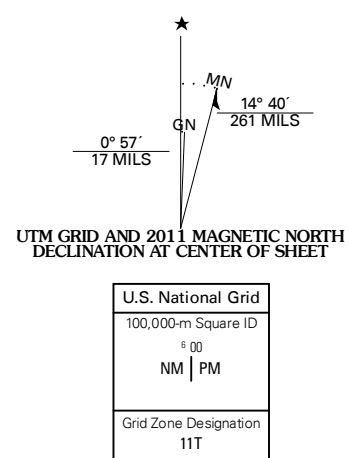 ★
MN
GN
14° 40´
261 MILS
0° 57´
17 MILS
UTM GRID AND 2011 MAGNETIC NORTH
DECLINATION AT CENTER OF SHEET
U.S. National Grid
100,000-m Square ID
6 00
NM | PM
Grid Zone Designation
11T